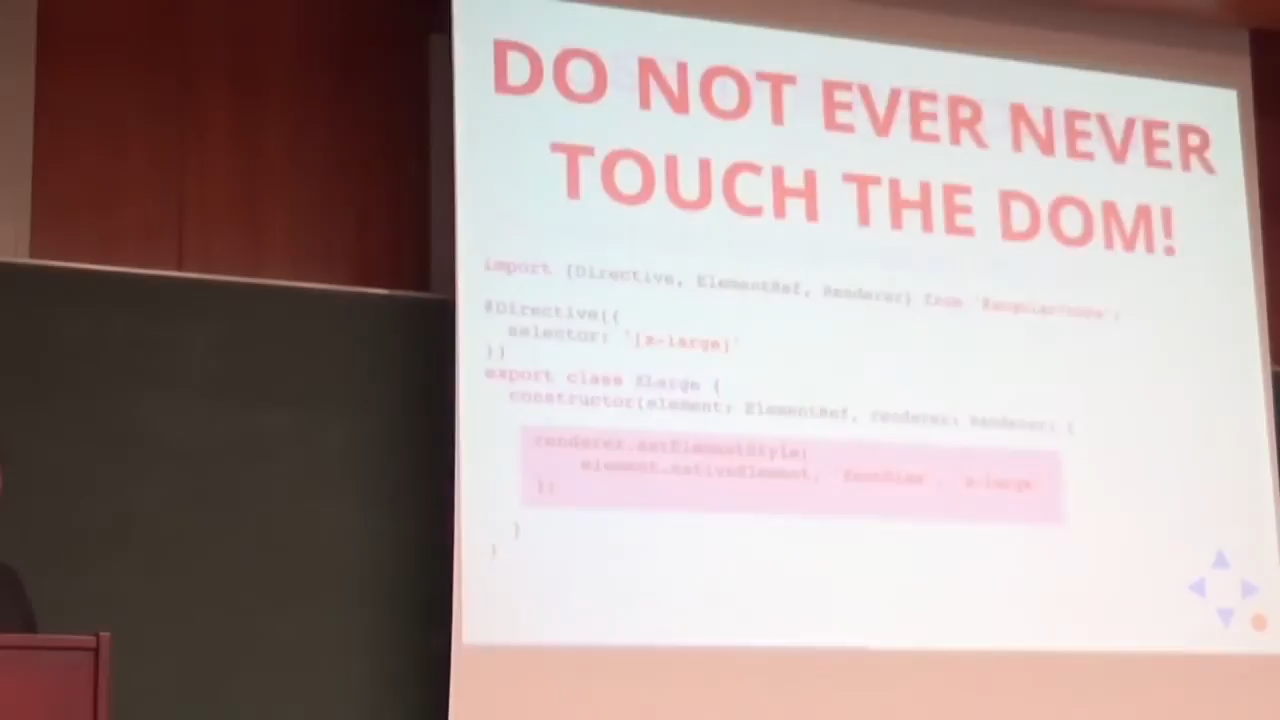 DO NOT EVER NEVER
TOUCH THE DOM!
import {Directive, ElementRef, Renderer} from '@angular/core';
@Directive({
selector: '[x-large]'
})
export class XLarge {
constructor(element: ElementRef, renderer: Renderer) {
renderer.setElementStyle(
element.nativeElement, 'fontSize', 'x-large'
);
}
}